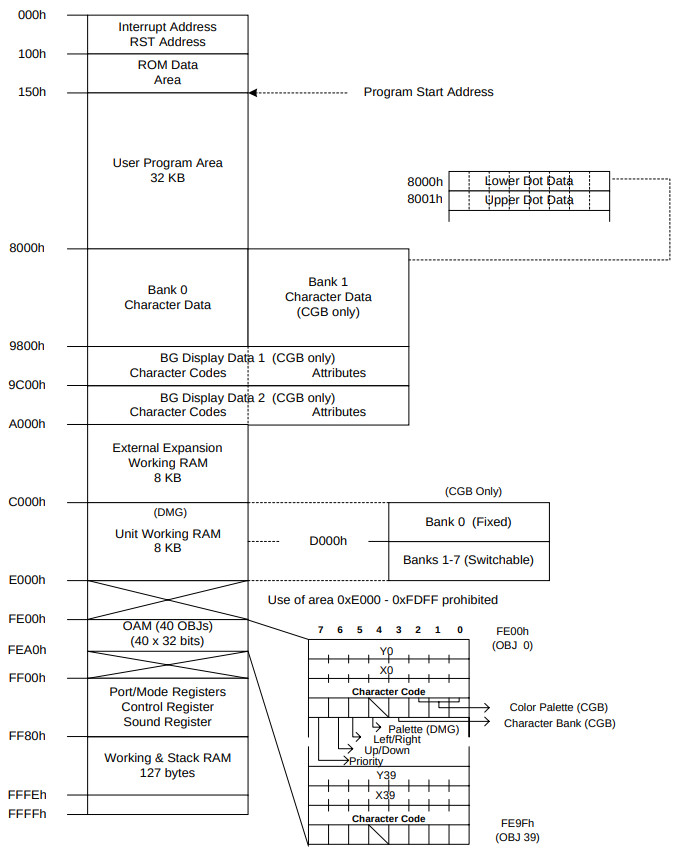 000h
Interrupt Address
RST Address
100h
ROM Data
Area
150h
Program Start Address
User Program Area
32 KB
8000h
Lower Dot Data
8001h
Upper Dot Data
8000h
Bank 0
Character Data
Bank 1
Character Data
(CGB only)
9800h
BG Display Data 1 (CGB only)
Character Codes Attributes
9C00h
BG Display Data 2 (CGB only)
Character Codes Attributes
A000h
External Expansion
Working RAM
8 KB
C000h
(DMG)
Unit Working RAM
8 KB
D000h
(CGB Only)
Bank 0 (Fixed)
Banks 1-7 (Switchable)
E000h
Use of area 0xE000 - 0xFDFF prohibited
FE00h
OAM (40 OBJs)
(40 x 32 bits)
FEA0h
FF00h
Port/Mode Registers
Control Register
Sound Register
FF80h
Working & Stack RAM
127 bytes
FFFEh
FFFFh
7 6 5 4 3 2 1 0
FE00h
(OBJ 0)
Y0
X0
Character Code
Color Palette (CGB)
Character Bank (CGB)
Palette (DMG)
Left/Right
Up/Down
Priority
Y39
X39
Character Code
FE9Fh
(OBJ 39)